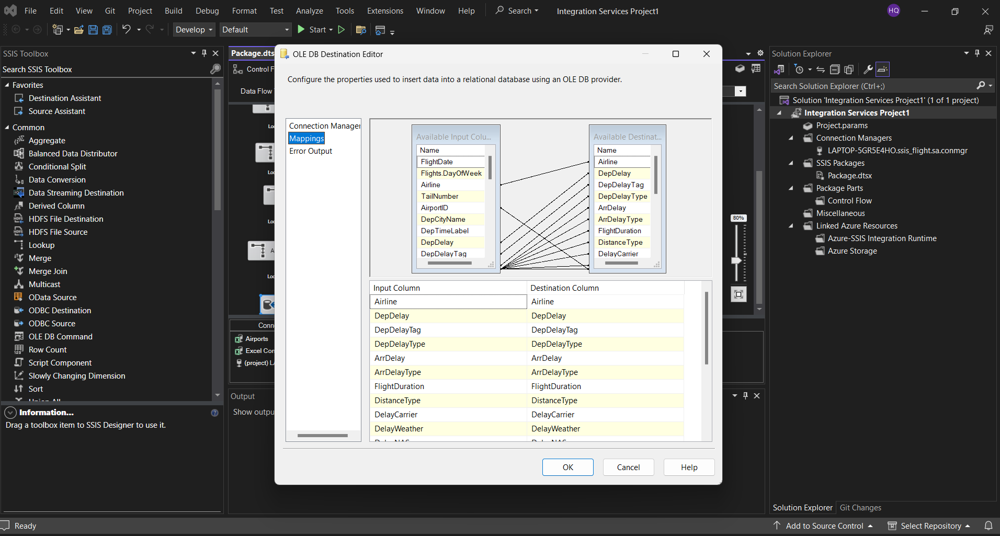 File Edit View Git Project Build Debug Format Test Analyze Tools Extensions Window Help Search Integration Services Project1 HQ
Develop Default Start
SSIS Toolbox
Search SSIS Toolbox
Favorites
Destination Assistant
Source Assistant
Common
Aggregate
Balanced Data Distributor
Conditional Split
Data Conversion
Data Streaming Destination
Derived Column
HDFS File Destination
HDFS File Source
Lookup
Merge
Merge Join
Multicast
OData Source
ODBC Destination
ODBC Source
OLE DB Command
Row Count
Script Component
Slowly Changing Dimension
Sort
Information...
Drag a toolbox item to SSIS Designer to use it.
Package.dts
Control F
Data Flow
Lo
Lo
Lo
A
Lo
Conn
Airports
Excel Con
(project) LA
80%
Output
Show outpu
OLE DB Destination Editor
Configure the properties used to insert data into a relational database using an OLE DB provider.
Connection Manager
Mappings
Error Output
Available Input Colu...
Name
FlightDate
Flights.DayOfWeek
Airline
TailNumber
AirportID
DepCityName
DepTimeLabel
DepDelay
DepDelayTag
Available Destinat...
Name
Airline
DepDelay
DepDelayTag
DepDelayType
ArrDelay
ArrDelayType
FlightDuration
DistanceType
DelayCarrier
Input Column Destination Column
Airline Airline
DepDelay DepDelay
DepDelayTag DepDelayTag
DepDelayType DepDelayType
ArrDelay ArrDelay
ArrDelayType ArrDelayType
FlightDuration FlightDuration
DistanceType DistanceType
DelayCarrier DelayCarrier
DelayWeather DelayWeather
OK Cancel Help
Solution Explorer
Search Solution Explorer (Ctrl+;)
Solution 'Integration Services Project1' (1 of 1 project)
Integration Services Project1
Project.params
Connection Managers
LAPTOP-5GR5E4HO.ssis_flight.sa.conmgr
SSIS Packages
Package.dtsx
Package Parts
Control Flow
Miscellaneous
Linked Azure Resources
Azure-SSIS Integration Runtime
Azure Storage
Solution Explorer Git Changes
Ready Add to Source Control Select Repository